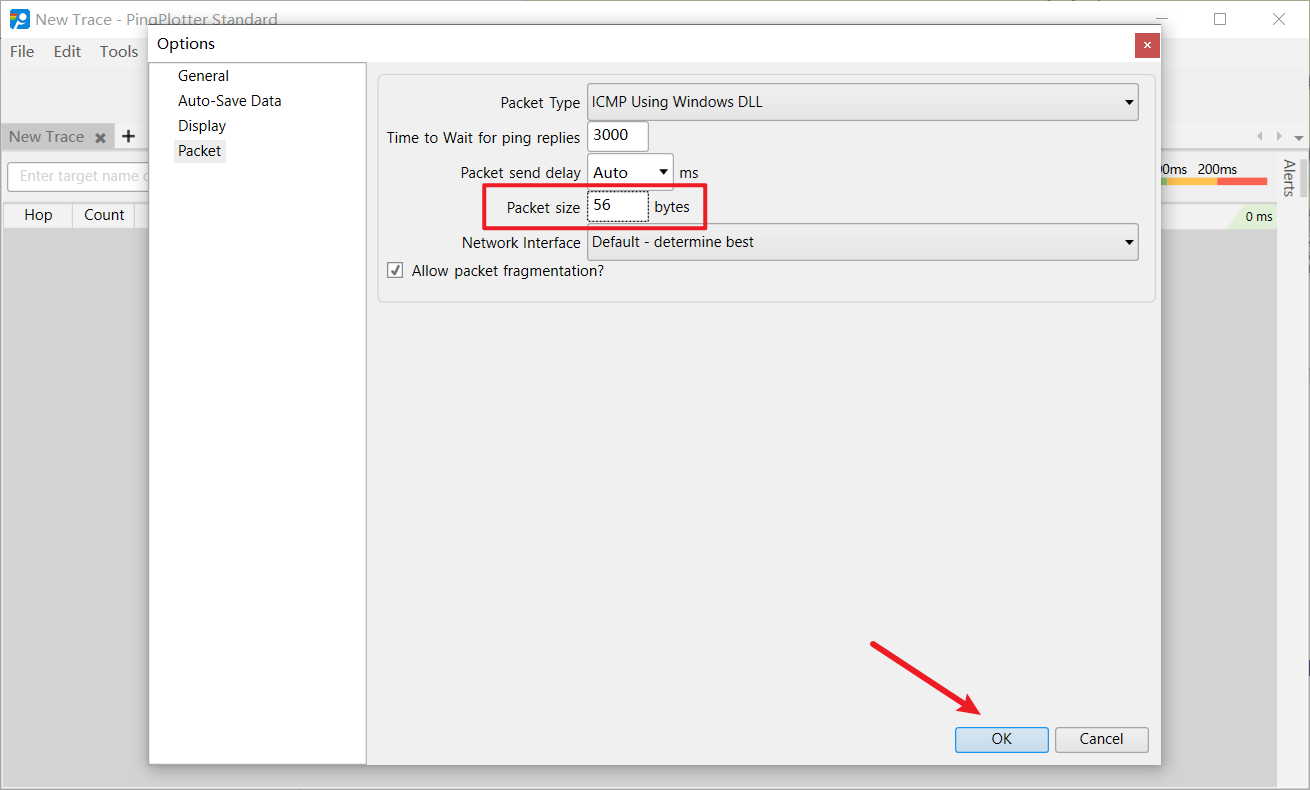 New Trace - PingPlotter Standard
File Edit Tools
Options
General
Auto-Save Data
Display
Packet
Packet Type ICMP Using Windows DLL
Time to Wait for ping replies 3000
Packet send delay Auto ms
Packet size 56 bytes
Network Interface Default - determine best
Allow packet fragmentation?
New Trace
Enter target name
200ms
Alerts
Hop Count
0 ms
OK Cancel